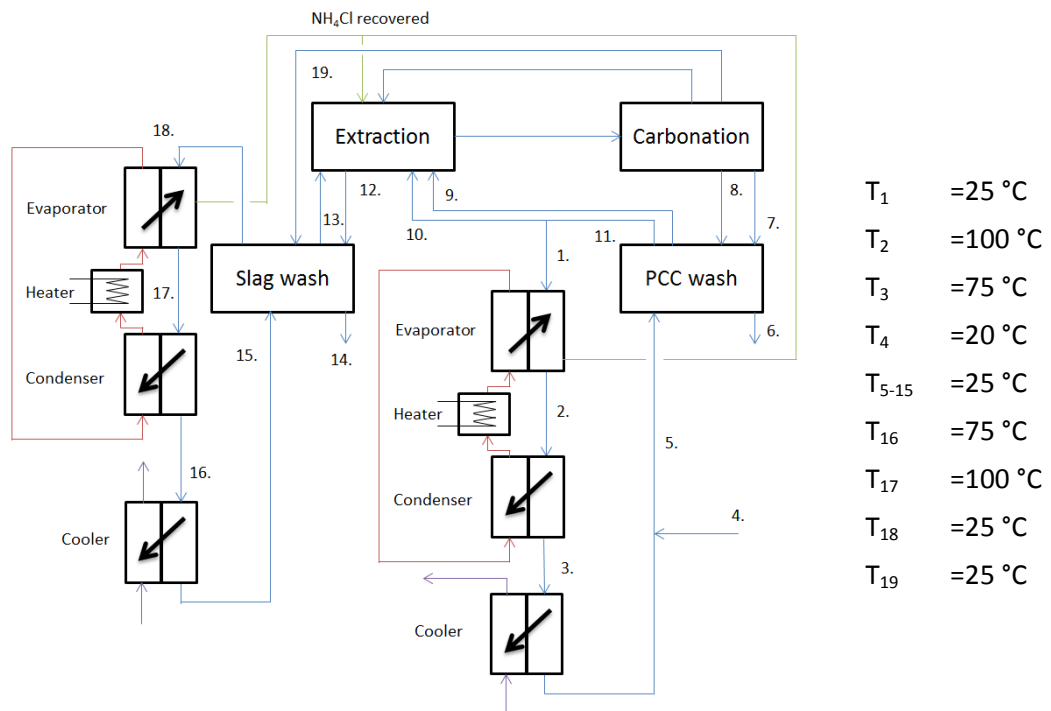 NH₄Cl recovered
19.
Extraction
Carbonation
18.
12.
9.
8.
7.
Evaporator
13.
10.
11.
1.
Heater
17.
Slag wash
PCC wash
Evaporator
15.
14.
6.
Condenser
Heater
2.
5.
16.
Condenser
4.
Cooler
3.
Cooler
T₁ =25 °C
T₂ =100 °C
T₃ =75 °C
T₄ =20 °C
T₅₋₁₅ =25 °C
T₁₆ =75 °C
T₁₇ =100 °C
T₁₈ =25 °C
T₁₉ =25 °C